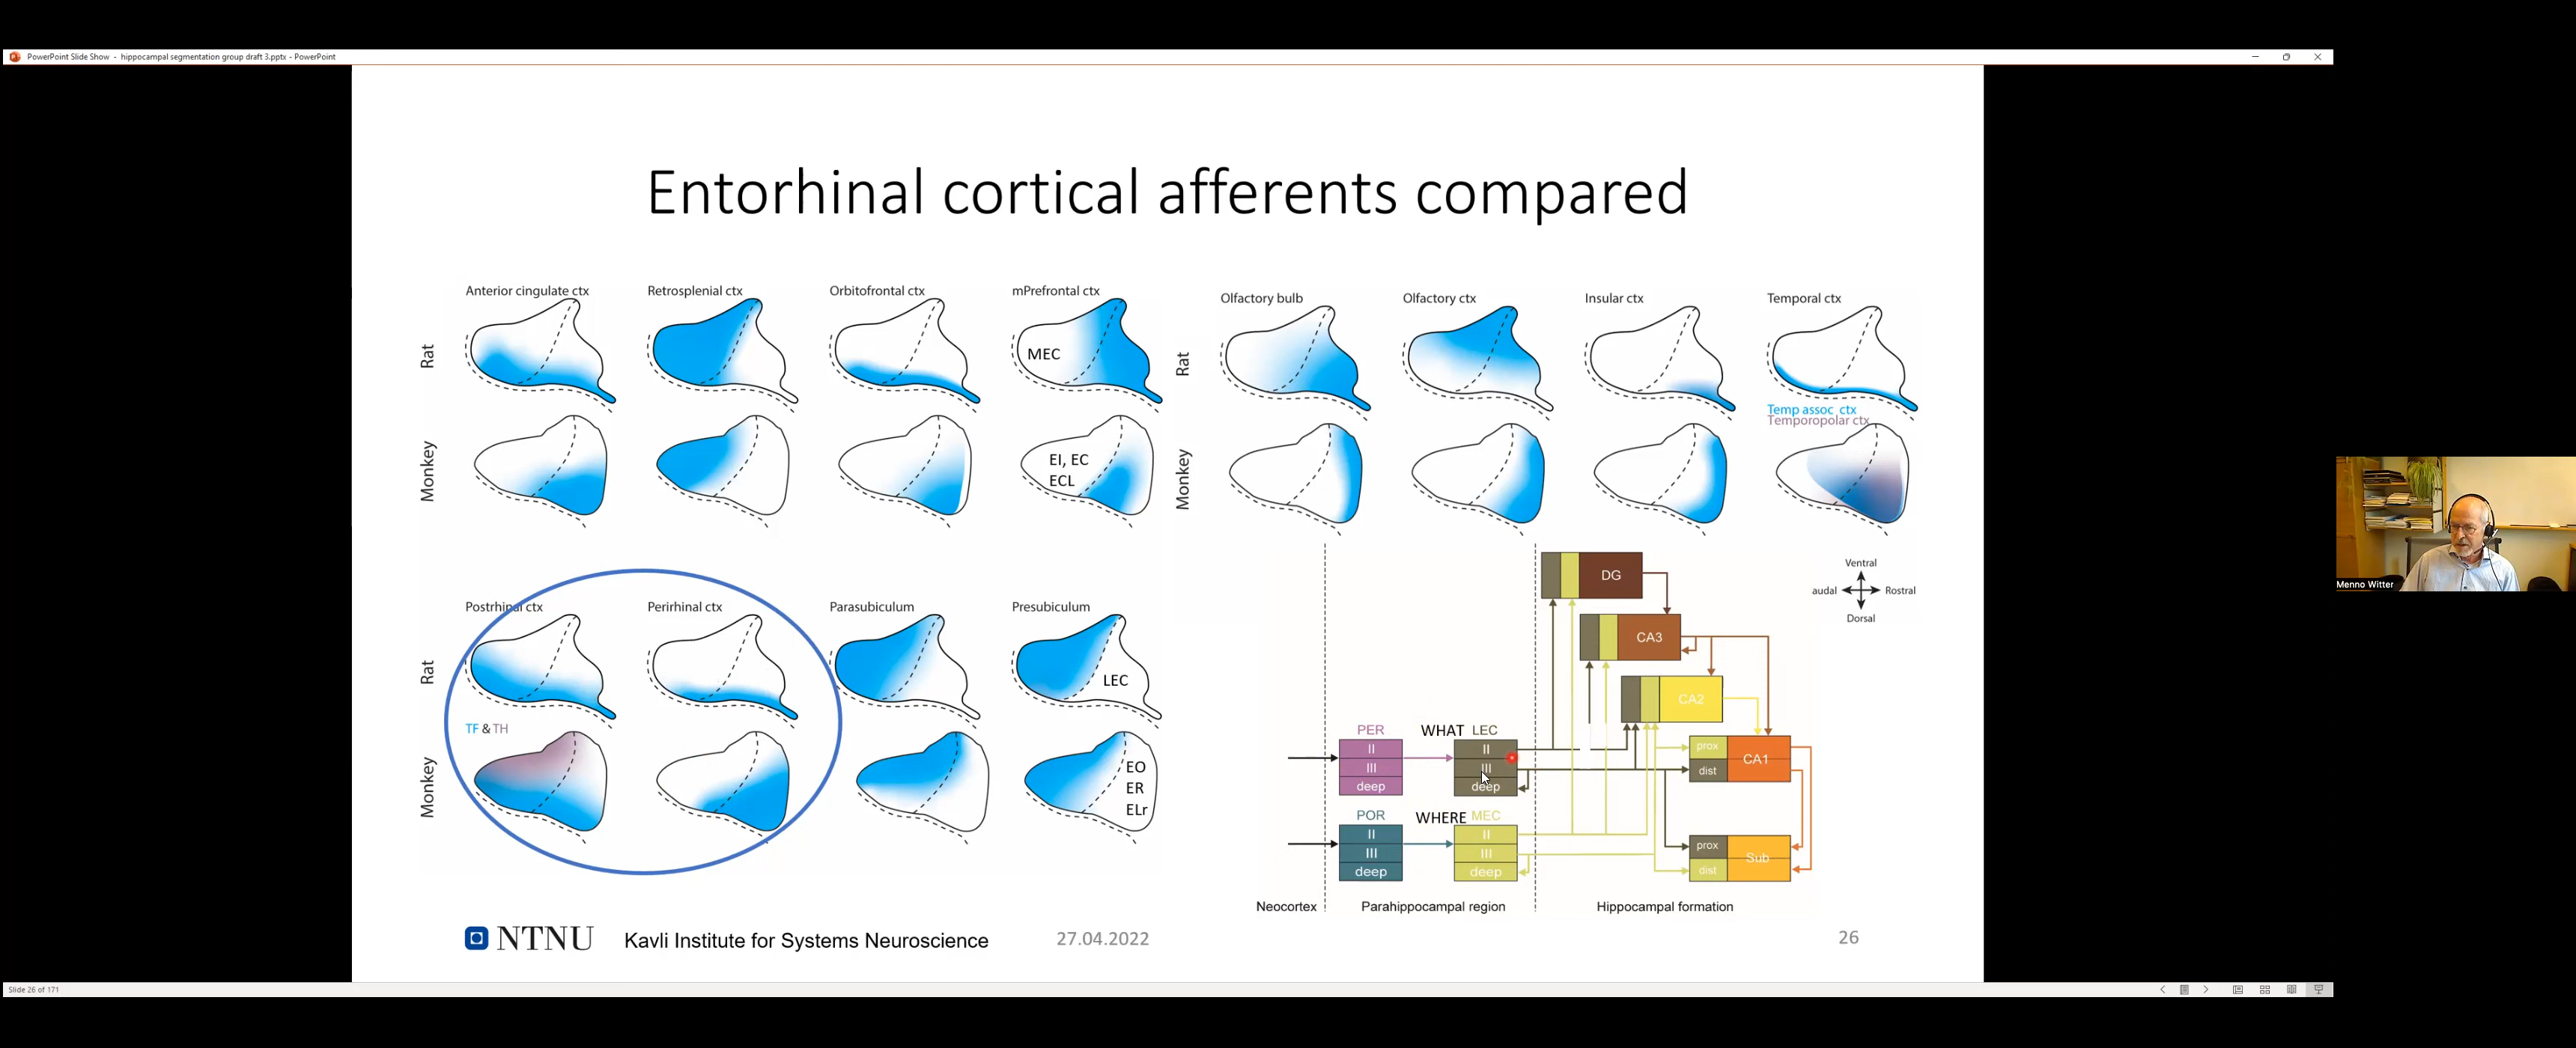 PowerPoint Slide Show - hippocampal segmentation group draft 3.pptx - PowerPoint
Entorhinal cortical afferents compared
Anterior cingulate ctx
Retrosplenial ctx
Orbitofrontal ctx
mPrefrontal ctx
Olfactory bulb
Olfactory ctx
Insular ctx
Temporal ctx
Rat
MEC
Rat
Temp assoc ctx
Temporopolar ctx
Monkey
EI, EC
ECL
Monkey
Postrhinal ctx
Perirhinal ctx
Parasubiculum
Presubiculum
Rat
LEC
TF & TH
Monkey
EO
ER
ELr
DG
CA3
CA2
PER
WHAT LEC
II
III
deep
II
III
deep
prox
dist
CA1
POR
WHERE MEC
II
III
deep
II
III
deep
prox
dist
Sub
Neocortex
Parahippocampal region
Hippocampal formation
Ventral
audal
Rostral
Dorsal
NTNU
Kavli Institute for Systems Neuroscience
27.04.2022
26
Menno Witter
Slide 26 of 171